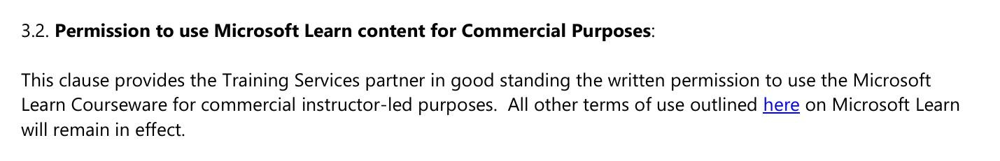 3.2. Permission to use Microsoft Learn content for Commercial Purposes:
This clause provides the Training Services partner in good standing the written permission to use the Microsoft
Learn Courseware for commercial instructor-led purposes.  All other terms of use outlined here on Microsoft Learn
will remain in effect.